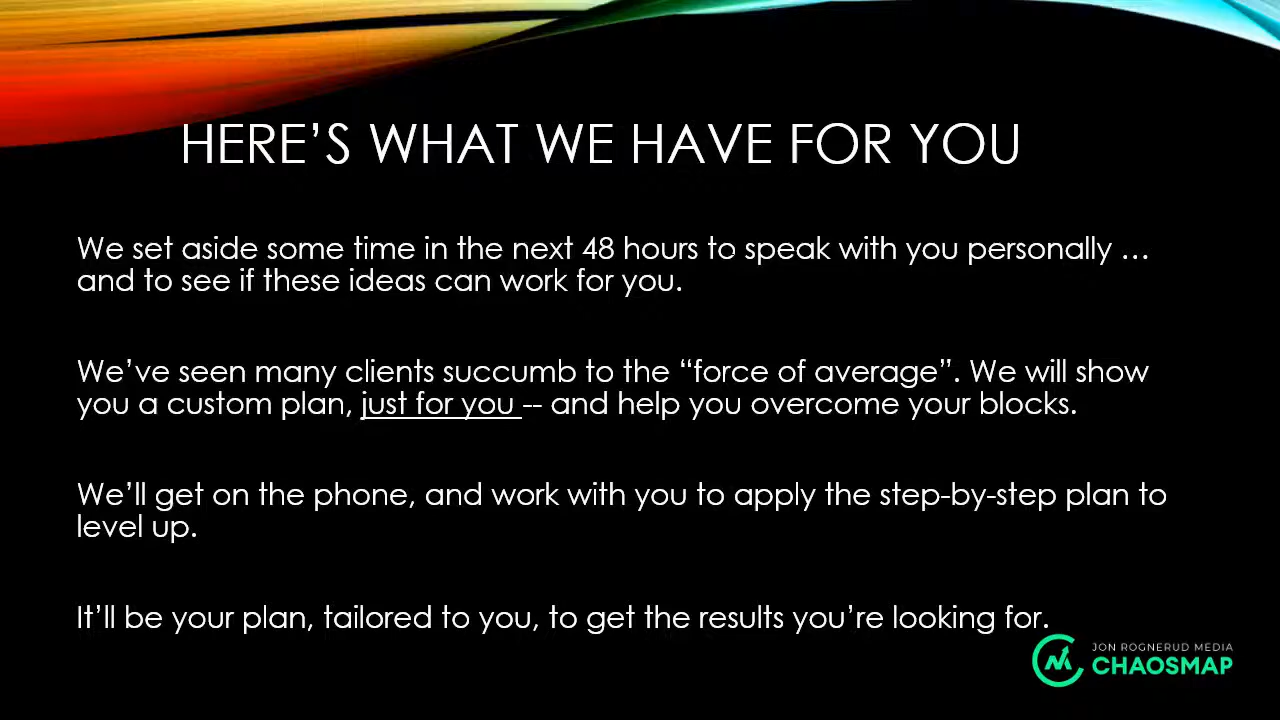 HERE’S WHAT WE HAVE FOR YOU
We set aside some time in the next 48 hours to speak with you personally …
and to see if these ideas can work for you.
We’ve seen many clients succumb to the “force of average”. We will show
you a custom plan, just for you -- and help you overcome your blocks.
We’ll get on the phone, and work with you to apply the step-by-step plan to
level up.
It’ll be your plan, tailored to you, to get the results you’re looking for.
JON ROGNERUD MEDIA
CHAOSMAP